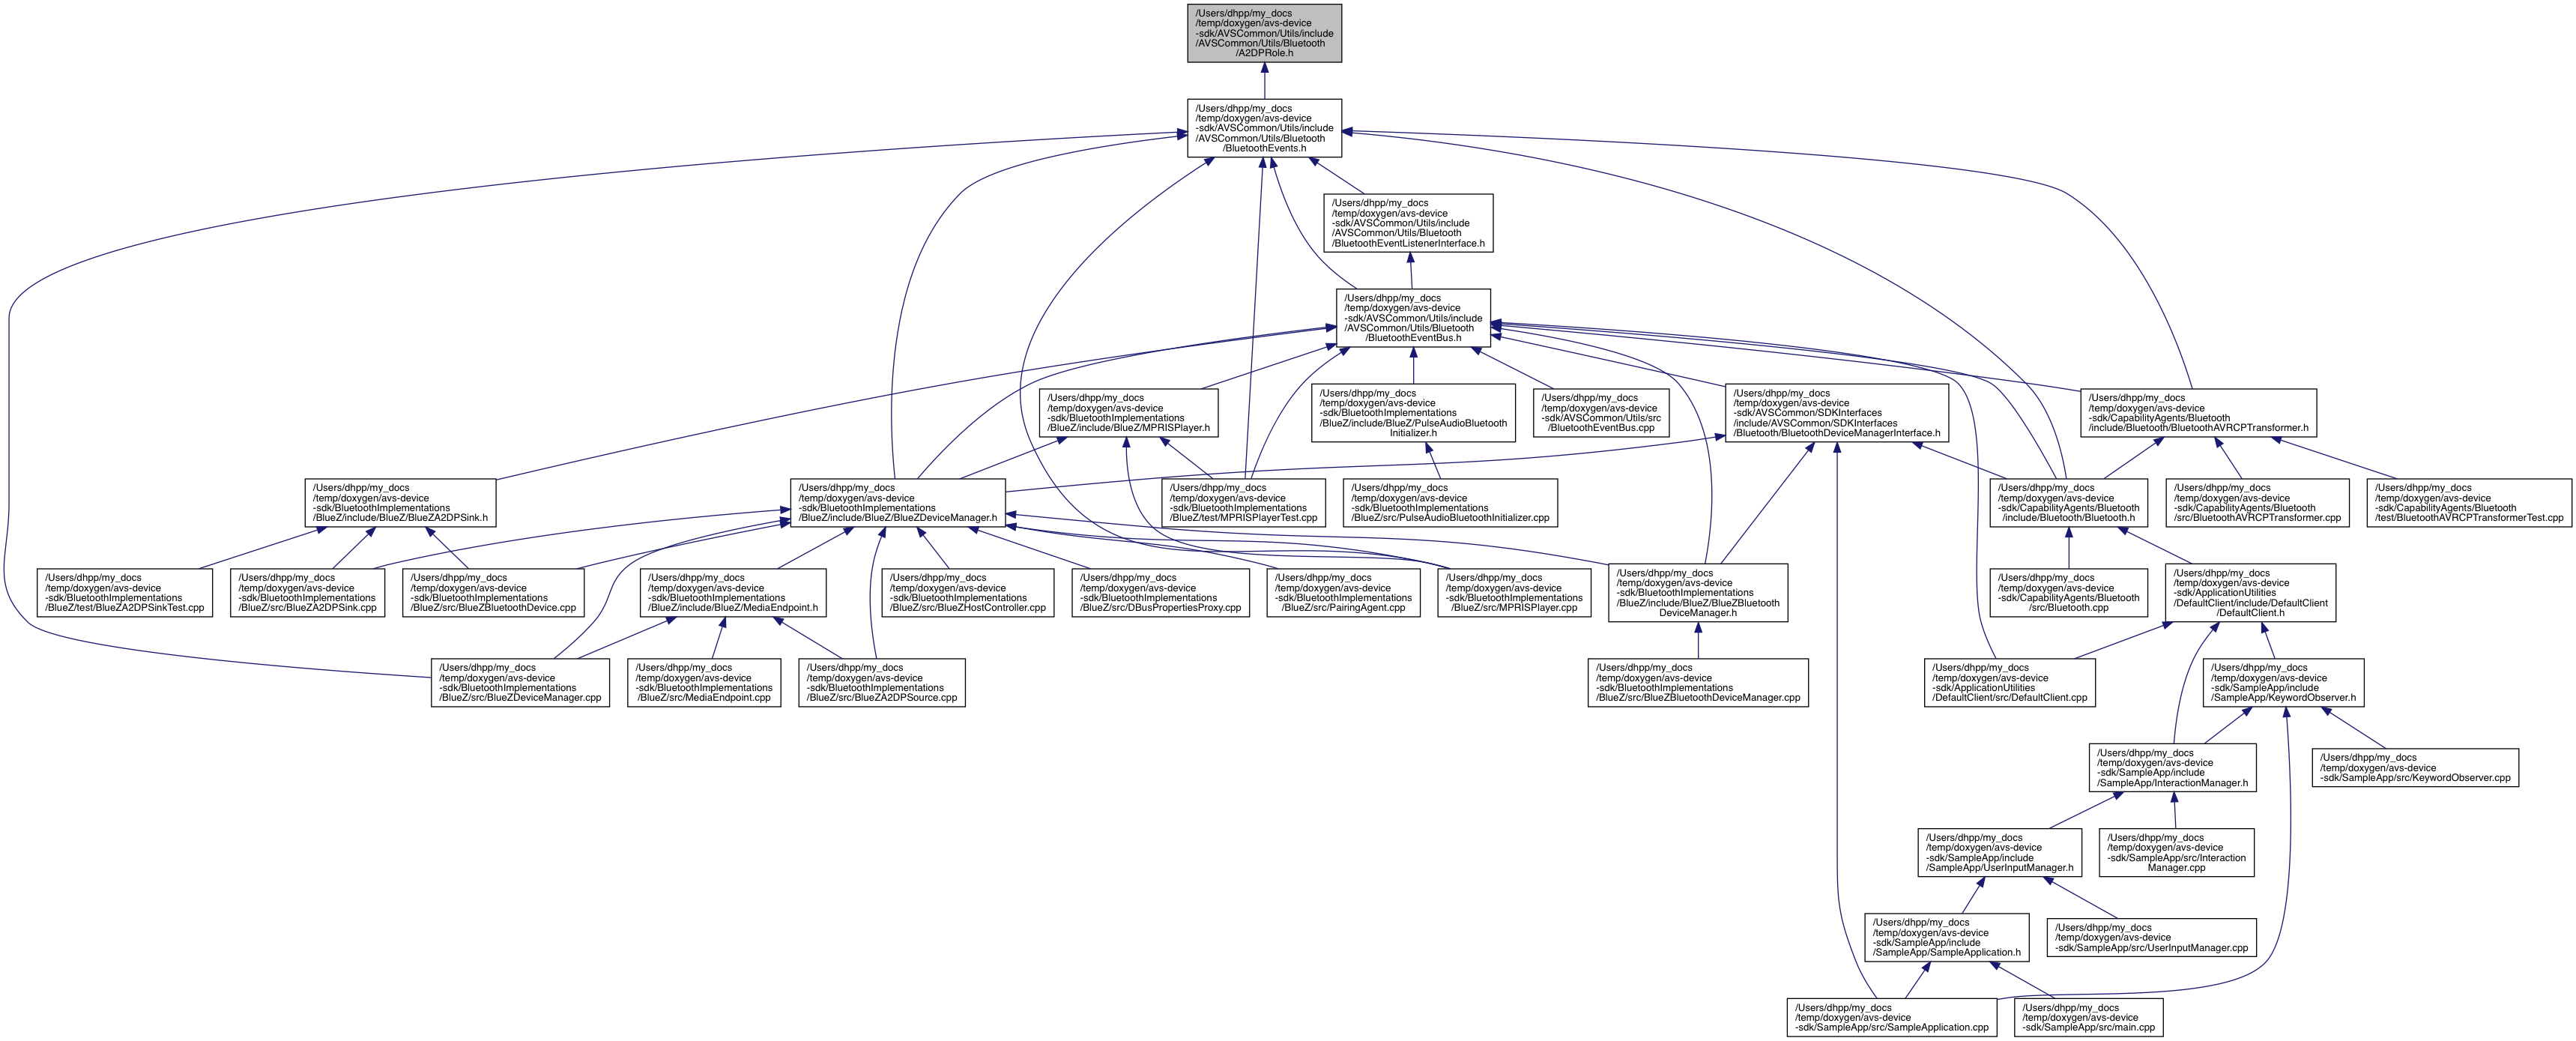 /Users/dhpp/my_docs
/temp/doxygen/avs-device
-sdk/AVSCommon/Utils/include
/AVSCommon/Utils/Bluetooth
/A2DPRole.h
/Users/dhpp/my_docs
/temp/doxygen/avs-device
-sdk/AVSCommon/Utils/include
/AVSCommon/Utils/Bluetooth
/BluetoothEvents.h
/Users/dhpp/my_docs
/temp/doxygen/avs-device
-sdk/AVSCommon/Utils/include
/AVSCommon/Utils/Bluetooth
/BluetoothEventListenerInterface.h
/Users/dhpp/my_docs
/temp/doxygen/avs-device
-sdk/AVSCommon/Utils/include
/AVSCommon/Utils/Bluetooth
/BluetoothEventBus.h
/Users/dhpp/my_docs
/temp/doxygen/avs-device
-sdk/BluetoothImplementations
/BlueZ/include/BlueZ/MPRISPlayer.h
/Users/dhpp/my_docs
/temp/doxygen/avs-device
-sdk/BluetoothImplementations
/BlueZ/include/BlueZ/PulseAudioBluetooth
Initializer.h
/Users/dhpp/my_docs
/temp/doxygen/avs-device
-sdk/AVSCommon/Utils/src
/BluetoothEventBus.cpp
/Users/dhpp/my_docs
/temp/doxygen/avs-device
-sdk/AVSCommon/SDKInterfaces
/include/AVSCommon/SDKInterfaces
/Bluetooth/BluetoothDeviceManagerInterface.h
/Users/dhpp/my_docs
/temp/doxygen/avs-device
-sdk/CapabilityAgents/Bluetooth
/include/Bluetooth/BluetoothAVRCPTransformer.h
/Users/dhpp/my_docs
/temp/doxygen/avs-device
-sdk/BluetoothImplementations
/BlueZ/include/BlueZ/BlueZA2DPSink.h
/Users/dhpp/my_docs
/temp/doxygen/avs-device
-sdk/BluetoothImplementations
/BlueZ/include/BlueZ/BlueZDeviceManager.h
/Users/dhpp/my_docs
/temp/doxygen/avs-device
-sdk/BluetoothImplementations
/BlueZ/test/MPRISPlayerTest.cpp
/Users/dhpp/my_docs
/temp/doxygen/avs-device
-sdk/BluetoothImplementations
/BlueZ/src/PulseAudioBluetoothInitializer.cpp
/Users/dhpp/my_docs
/temp/doxygen/avs-device
-sdk/CapabilityAgents/Bluetooth
/include/Bluetooth/Bluetooth.h
/Users/dhpp/my_docs
/temp/doxygen/avs-device
-sdk/CapabilityAgents/Bluetooth
/src/BluetoothAVRCPTransformer.cpp
/Users/dhpp/my_docs
/temp/doxygen/avs-device
-sdk/CapabilityAgents/Bluetooth
/test/BluetoothAVRCPTransformerTest.cpp
/Users/dhpp/my_docs
/temp/doxygen/avs-device
-sdk/BluetoothImplementations
/BlueZ/test/BlueZA2DPSinkTest.cpp
/Users/dhpp/my_docs
/temp/doxygen/avs-device
-sdk/BluetoothImplementations
/BlueZ/src/BlueZA2DPSink.cpp
/Users/dhpp/my_docs
/temp/doxygen/avs-device
-sdk/BluetoothImplementations
/BlueZ/src/BlueZBluetoothDevice.cpp
/Users/dhpp/my_docs
/temp/doxygen/avs-device
-sdk/BluetoothImplementations
/BlueZ/include/BlueZ/MediaEndpoint.h
/Users/dhpp/my_docs
/temp/doxygen/avs-device
-sdk/BluetoothImplementations
/BlueZ/src/BlueZHostController.cpp
/Users/dhpp/my_docs
/temp/doxygen/avs-device
-sdk/BluetoothImplementations
/BlueZ/src/DBusPropertiesProxy.cpp
/Users/dhpp/my_docs
/temp/doxygen/avs-device
-sdk/BluetoothImplementations
/BlueZ/src/PairingAgent.cpp
/Users/dhpp/my_docs
/temp/doxygen/avs-device
-sdk/BluetoothImplementations
/BlueZ/src/MPRISPlayer.cpp
/Users/dhpp/my_docs
/temp/doxygen/avs-device
-sdk/BluetoothImplementations
/BlueZ/include/BlueZ/BlueZBluetooth
DeviceManager.h
/Users/dhpp/my_docs
/temp/doxygen/avs-device
-sdk/CapabilityAgents/Bluetooth
/src/Bluetooth.cpp
/Users/dhpp/my_docs
/temp/doxygen/avs-device
-sdk/ApplicationUtilities
/DefaultClient/include/DefaultClient
/DefaultClient.h
/Users/dhpp/my_docs
/temp/doxygen/avs-device
-sdk/BluetoothImplementations
/BlueZ/src/BlueZDeviceManager.cpp
/Users/dhpp/my_docs
/temp/doxygen/avs-device
-sdk/BluetoothImplementations
/BlueZ/src/MediaEndpoint.cpp
/Users/dhpp/my_docs
/temp/doxygen/avs-device
-sdk/BluetoothImplementations
/BlueZ/src/BlueZA2DPSource.cpp
/Users/dhpp/my_docs
/temp/doxygen/avs-device
-sdk/BluetoothImplementations
/BlueZ/src/BlueZBluetoothDeviceManager.cpp
/Users/dhpp/my_docs
/temp/doxygen/avs-device
-sdk/ApplicationUtilities
/DefaultClient/src/DefaultClient.cpp
/Users/dhpp/my_docs
/temp/doxygen/avs-device
-sdk/SampleApp/include
/SampleApp/KeywordObserver.h
/Users/dhpp/my_docs
/temp/doxygen/avs-device
-sdk/SampleApp/include
/SampleApp/InteractionManager.h
/Users/dhpp/my_docs
/temp/doxygen/avs-device
-sdk/SampleApp/src/KeywordObserver.cpp
/Users/dhpp/my_docs
/temp/doxygen/avs-device
-sdk/SampleApp/include
/SampleApp/UserInputManager.h
/Users/dhpp/my_docs
/temp/doxygen/avs-device
-sdk/SampleApp/src/Interaction
Manager.cpp
/Users/dhpp/my_docs
/temp/doxygen/avs-device
-sdk/SampleApp/include
/SampleApp/SampleApplication.h
/Users/dhpp/my_docs
/temp/doxygen/avs-device
-sdk/SampleApp/src/UserInputManager.cpp
/Users/dhpp/my_docs
/temp/doxygen/avs-device
-sdk/SampleApp/src/SampleApplication.cpp
/Users/dhpp/my_docs
/temp/doxygen/avs-device
-sdk/SampleApp/src/main.cpp